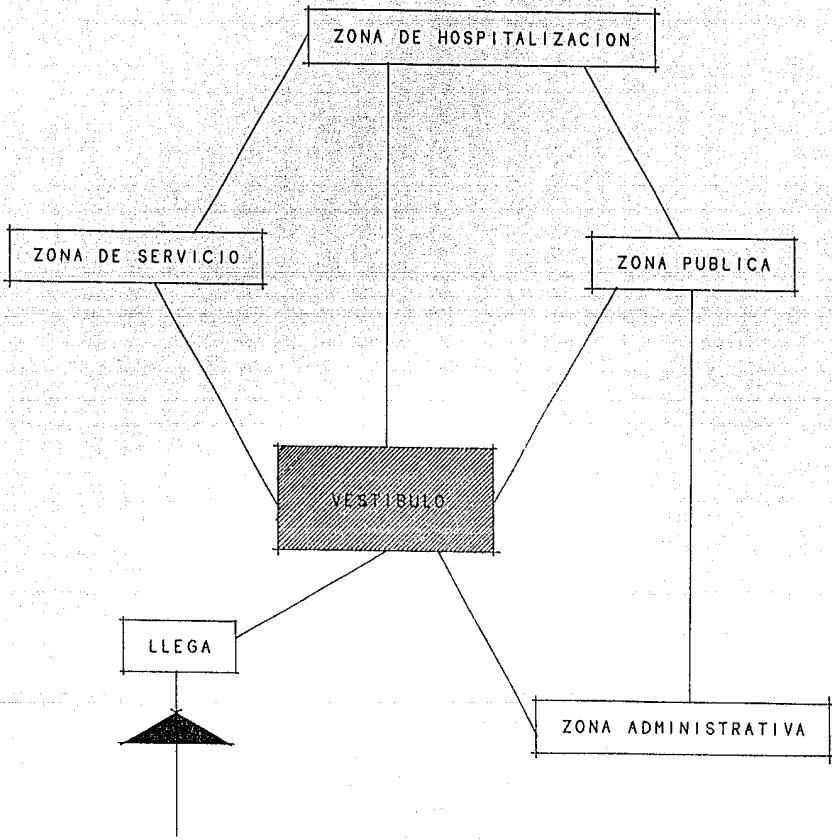 ZONA DE HOSPITALIZACION
ZONA DE SERVICIO
ZONA PUBLICA
VESTIBULO
LLEGA
ZONA ADMINISTRATIVA